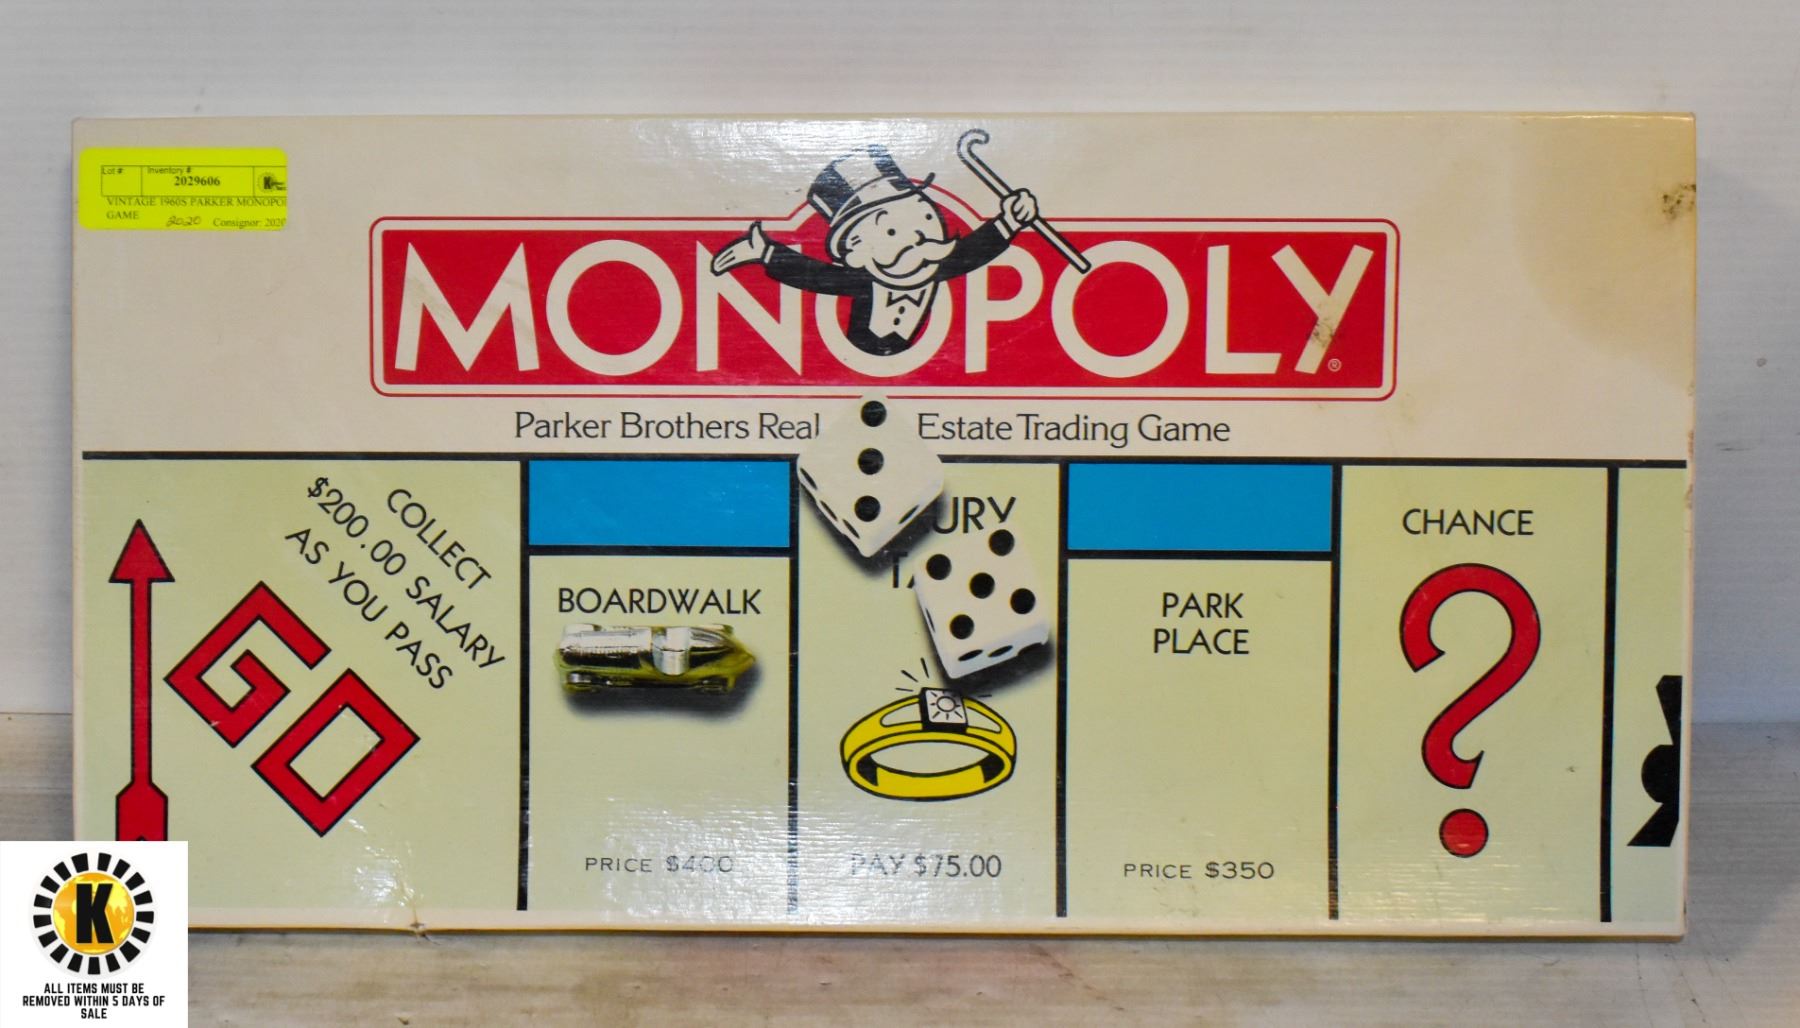 Lot # Inventory #
2029606
VINTAGE 1960S PARKER MONOPO
GAME 2020 Consignor: 202
MONOPOLY®
Parker Brothers Real Estate Trading Game
COLLECT
$200.00 SALARY
AS YOU PASS
GO
BOARDWALK
PRICE $400
URY
PAY $75.00
PARK
PLACE
PRICE $350
CHANCE
?
K
ALL ITEMS MUST BE
REMOVED WITHIN 5 DAYS OF
SALE